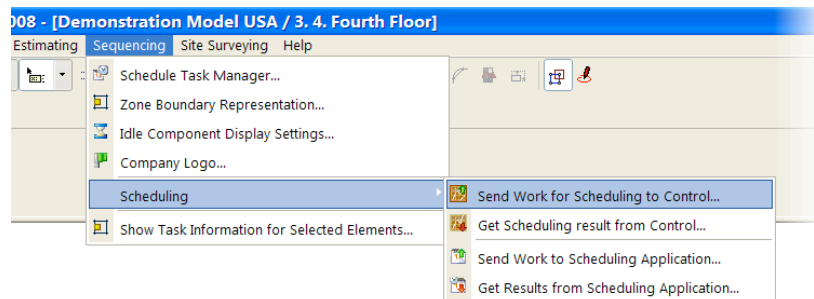 008 - [Demonstration Model USA / 3. 4. Fourth Floor]
Estimating Sequencing Site Surveying Help
Schedule Task Manager...
Zone Boundary Representation...
Idle Component Display Settings...
Company Logo...
Scheduling
Send Work for Scheduling to Control...
Get Scheduling result from Control...
Show Task Information for Selected Elements...
Send Work to Scheduling Application...
Get Results from Scheduling Application...